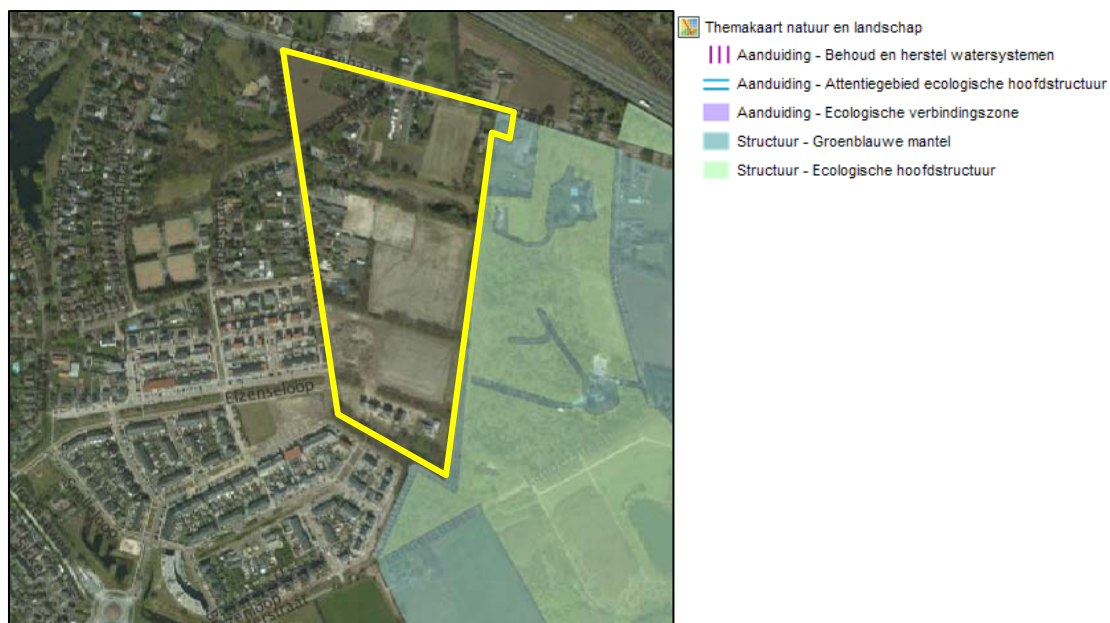 Themakaart natuur en landschap
Aanduiding - Behoud en herstel watersystemen
Aanduiding - Attentiegebied ecologische hoofdstructuur
Aanduiding - Ecologische verbindingszone
Structuur - Groenblauwe mantel
Structuur - Ecologische hoofdstructuur
Elzenseloop